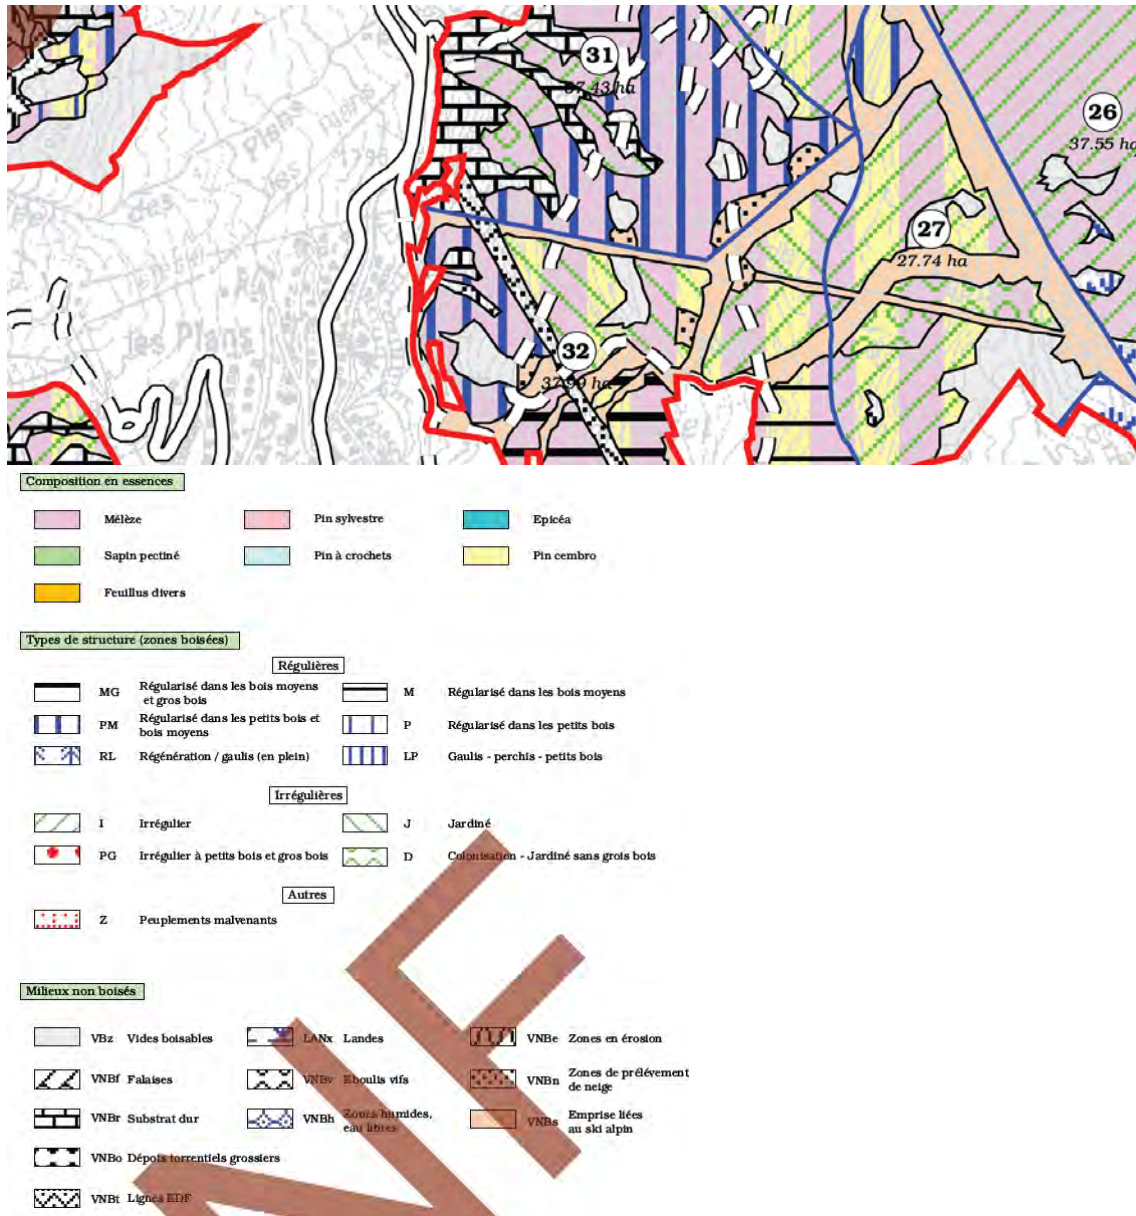 31
37.43 ha
26
37.55 ha
1795
27
27.74 ha
les Plans
32
37.99 ha
Composition en essences
Mélèze
Pin sylvestre
Epicéa
Sapin pectiné
Pin à crochets
Pin cembro
Feuillus divers
Types de structure (zones boisées)
Régulières
MG Régularisé dans les bois moyens
et gros bois
M Régularisé dans les bois moyens
PM Régularisé dans les petits bois et
bois moyens
P Régularisé dans les petits bois
RL Régénération / gaulis (en plein)
LP Gaulis - perchis - petits bois
Irrégulières
I Irrégulier
J Jardiné
PG Irrégulier à petits bois et gros bois
D Colonisation - Jardiné sans grois bois
Autres
Z Peuplements malvenants
Milieux non boisés
VBz Vides boisables
LANx Landes
VNBe Zones en érosion
VNBf Falaises
VNBv Eboulis vifs
VNBn Zones de prélévement
de neige
VNBr Substrat dur
VNBh Zones humides,
eau libres
VNBs Emprise liées
au ski alpin
VNBo Dépots torrentiels grossiers
VNBt Lignes EDF